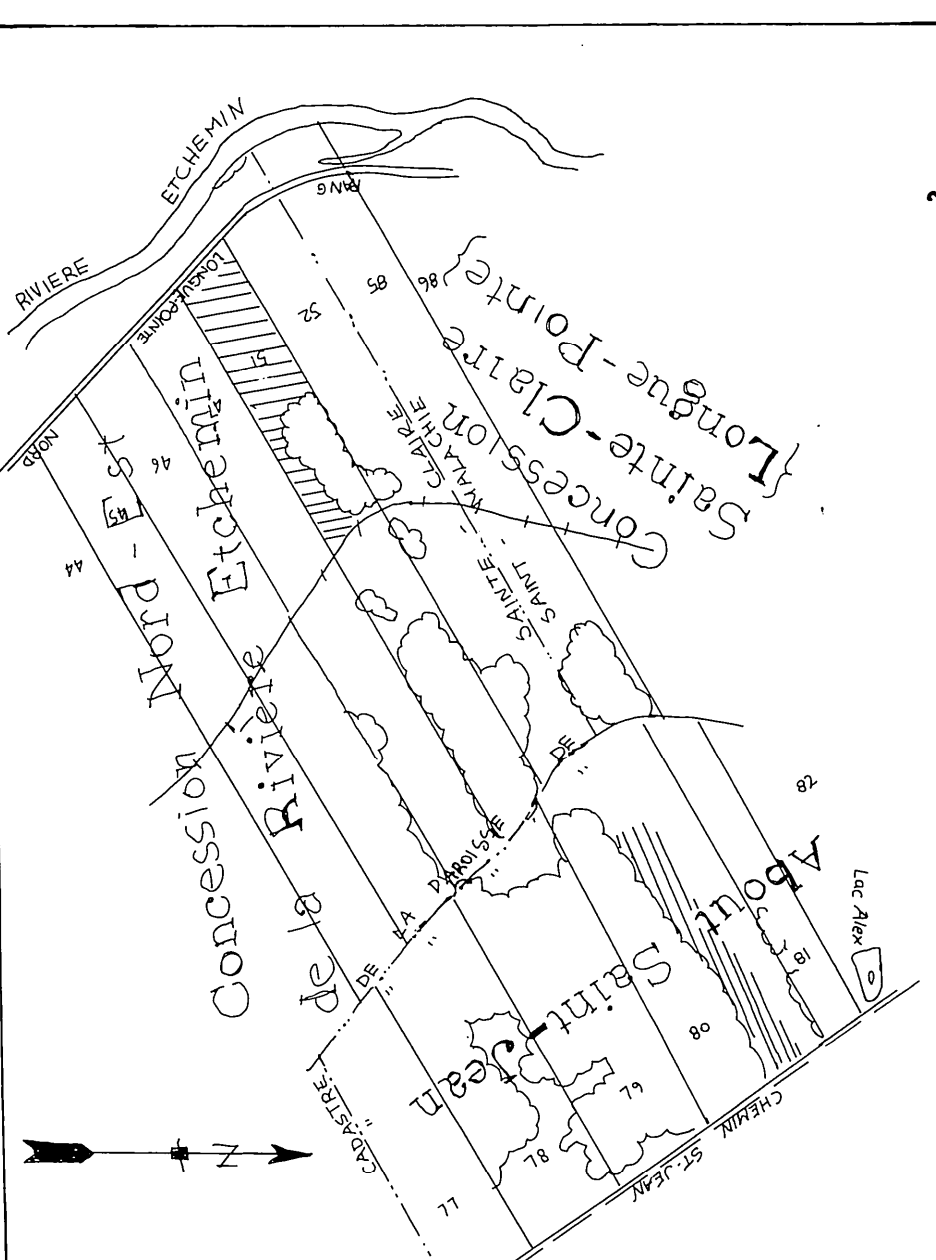 RIVIERE ETCHEMIN
RANG
LONGUE-POINTE
NORD
Concession Nord-Est
de la Rivière Etchemin
44
45
46
51
52
85
86
Concession
Sainte-Claire
{Longue-Pointe}
SAINTE-CLAIRE
SAINT-MALACHIE
CADASTRE DE LA PAROISSE DE
" " " "
Saint-Jean About
77
78
79
80
81
82
Lac Alex
CHEMIN
ST-JEAN
N